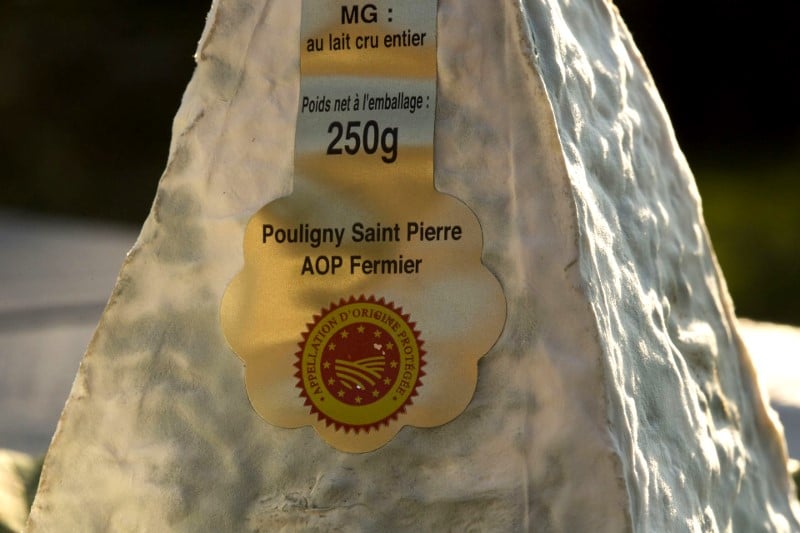 MG :
au lait cru entier
Poids net à l'emballage :
250g
Pouligny Saint Pierre
AOP Fermier
APPELLATION D'ORIGINE PROTÉGÉE